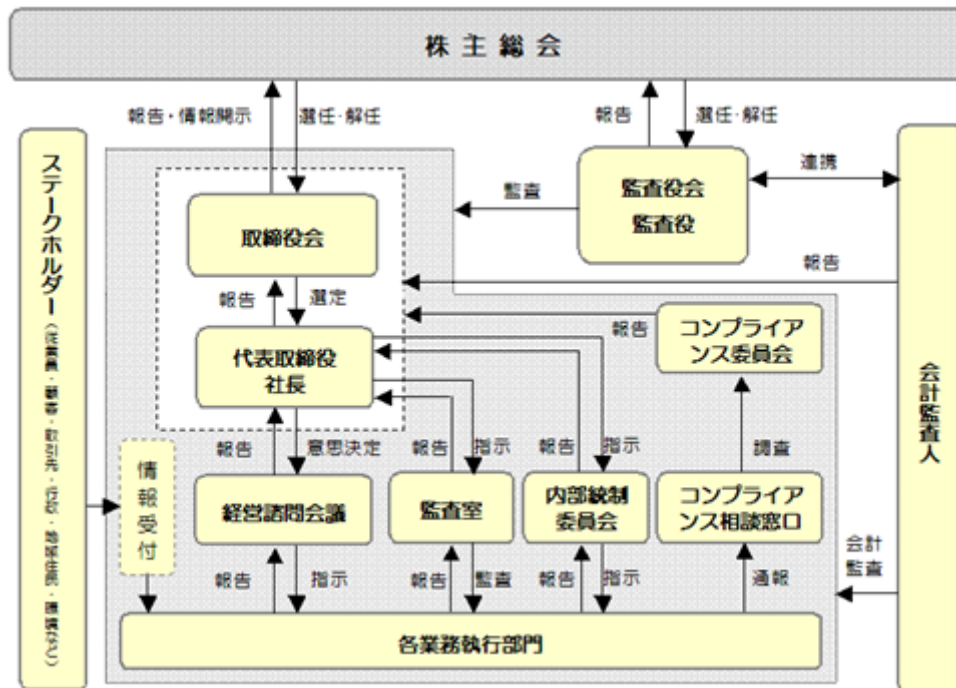 株主総会
報告・情報開示
選任・解任
報告
選任・解任
ステークホルダー（従業員・顧客・取引先・行政・地域住民・環境など）
監査役会
監査役
連携
監査
取締役会
報告
報告
選定
代表取締役
社長
報告
コンプライア
ンス委員会
会計監査人
報告
意思決定
報告
指示
報告
指示
調査
情報受付
経営諮問会議
監査室
内部統制
委員会
コンプライア
ンス相談窓口
報告
指示
報告
監査
報告
指示
通報
会計
監査
各業務執行部門